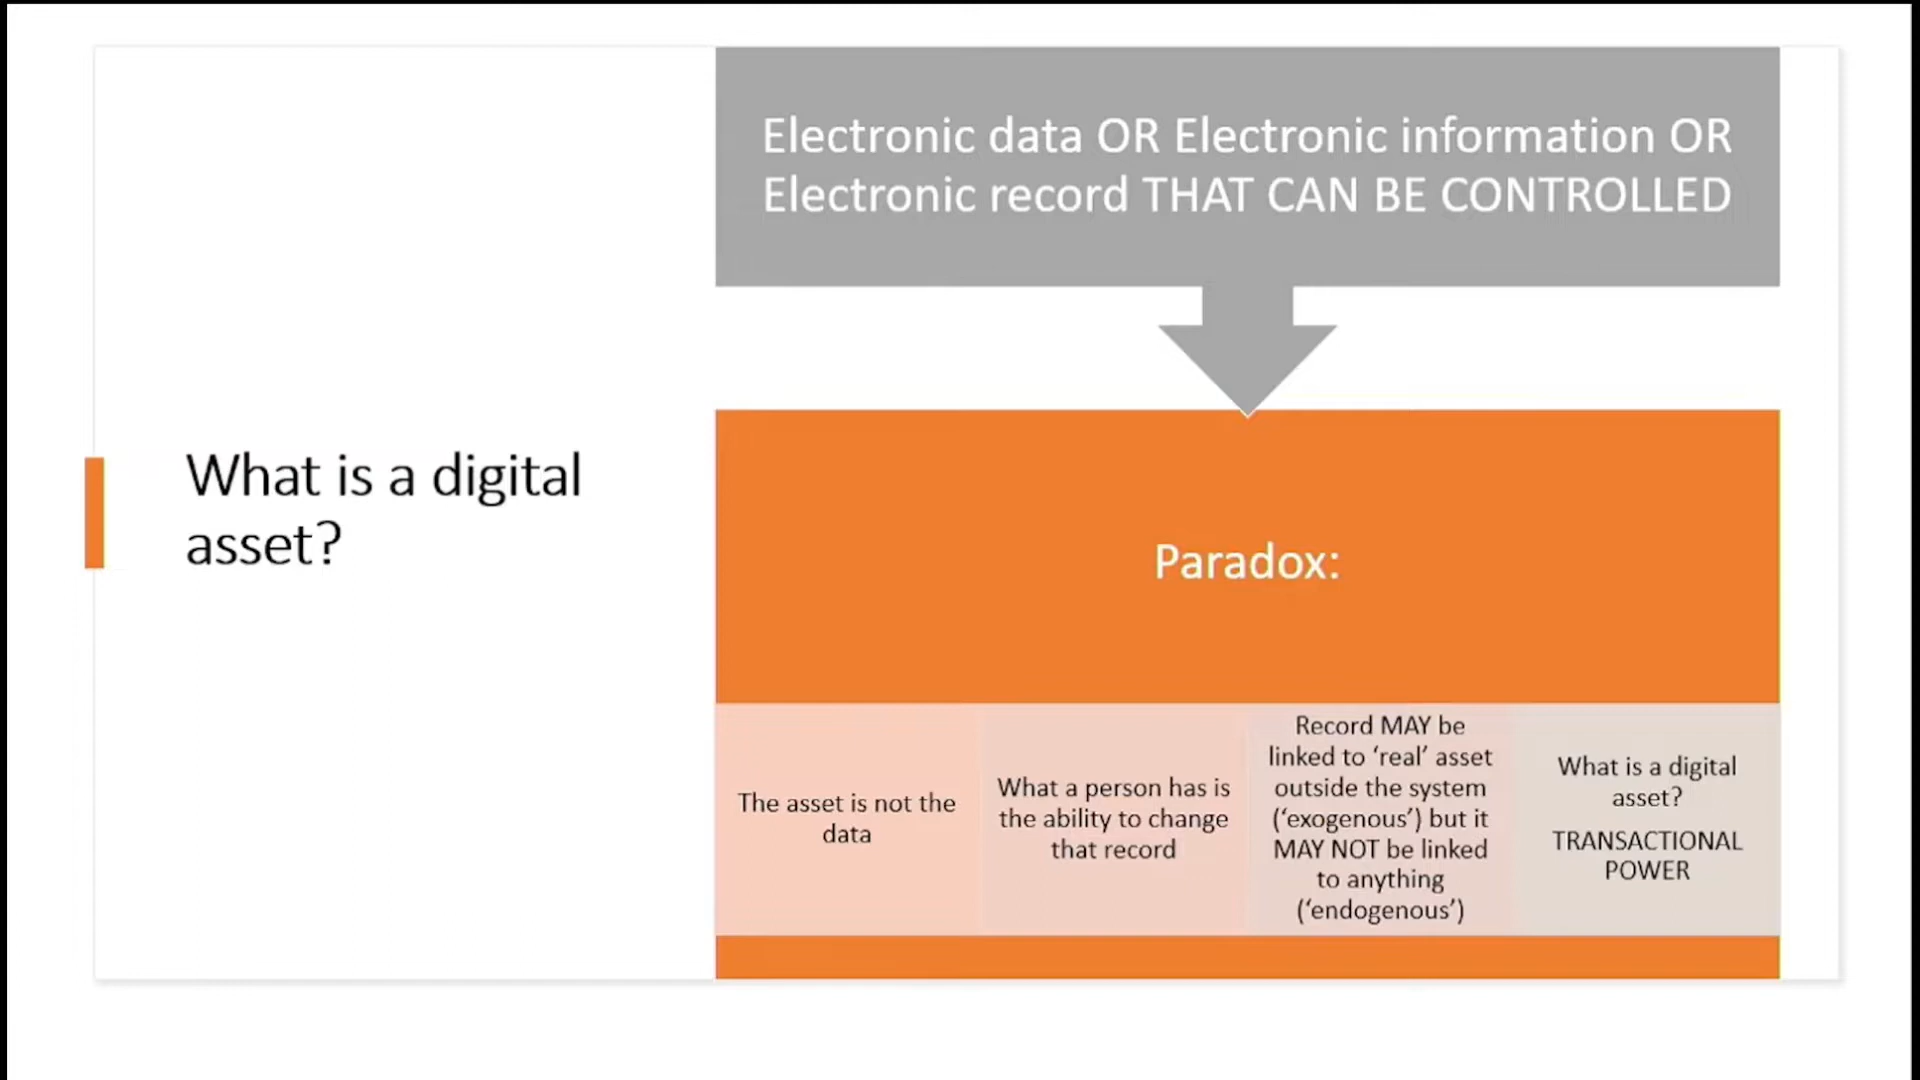 What is a digital
asset?
Electronic data OR Electronic information OR
Electronic record THAT CAN BE CONTROLLED
Paradox:
The asset is not the
data
What a person has is
the ability to change
that record
Record MAY be
linked to ‘real’ asset
outside the system
(‘exogenous’) but it
MAY NOT be linked
to anything
(‘endogenous’)
What is a digital
asset?
TRANSACTIONAL
POWER